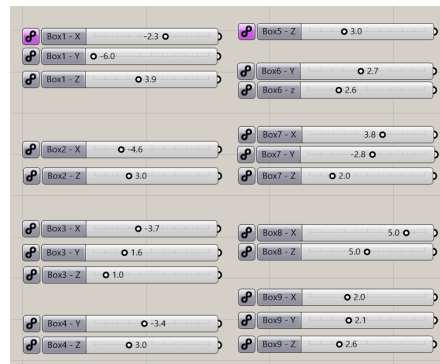 Box1 - X -2.3
Box1 - Y -6.0
Box1 - Z 3.9
Box2 - X -4.6
Box2 - Z 3.0
Box3 - X -3.7
Box3 - Y 1.6
Box3 - Z 1.0
Box4 - Y -3.4
Box4 - Z 3.0
Box5 - Z 3.0
Box6 - Y 2.7
Box6 - z 2.6
Box7 - X 3.8
Box7 - Y -2.8
Box7 - Z 2.0
Box8 - X 5.0
Box8 - Z 5.0
Box9 - X 2.0
Box9 - Y 2.1
Box9 - Z 2.6